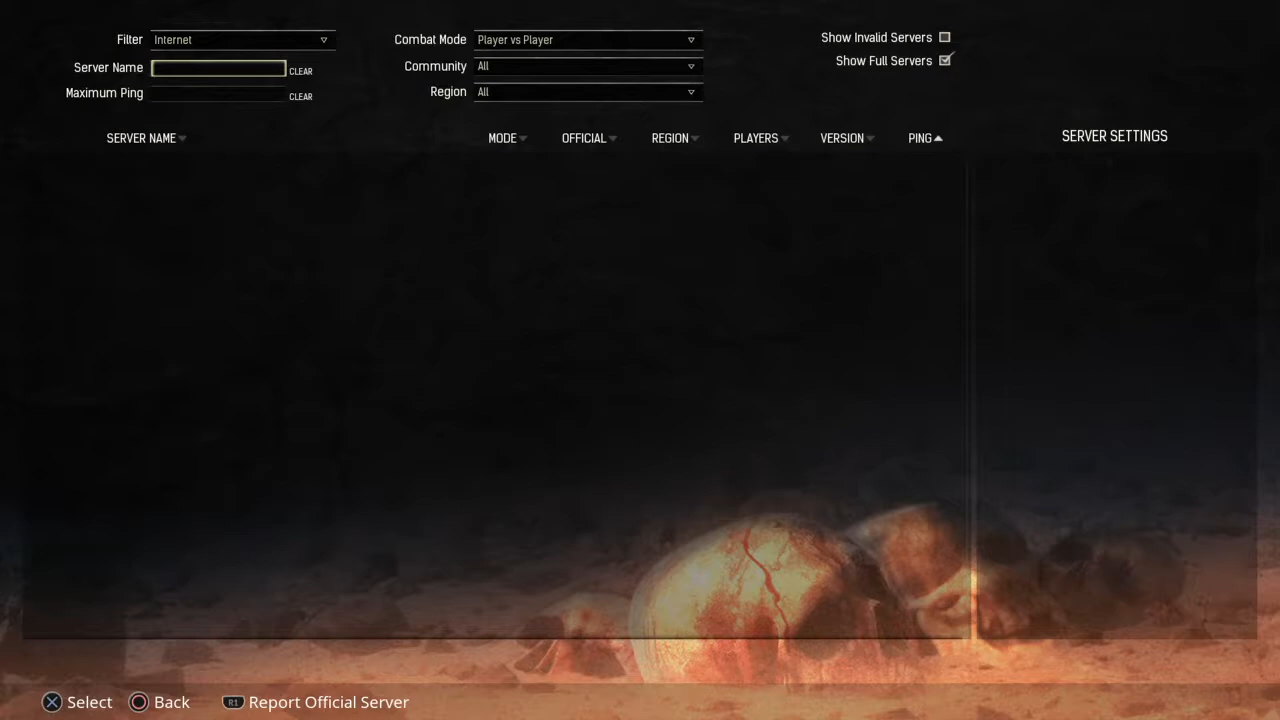 Filter Internet
Server Name CLEAR
Maximum Ping CLEAR
Combat Mode Player vs Player
Community All
Region All
Show Invalid Servers
Show Full Servers
SERVER NAME MODE OFFICIAL REGION PLAYERS VERSION PING SERVER SETTINGS
Select Back R1 Report Official Server